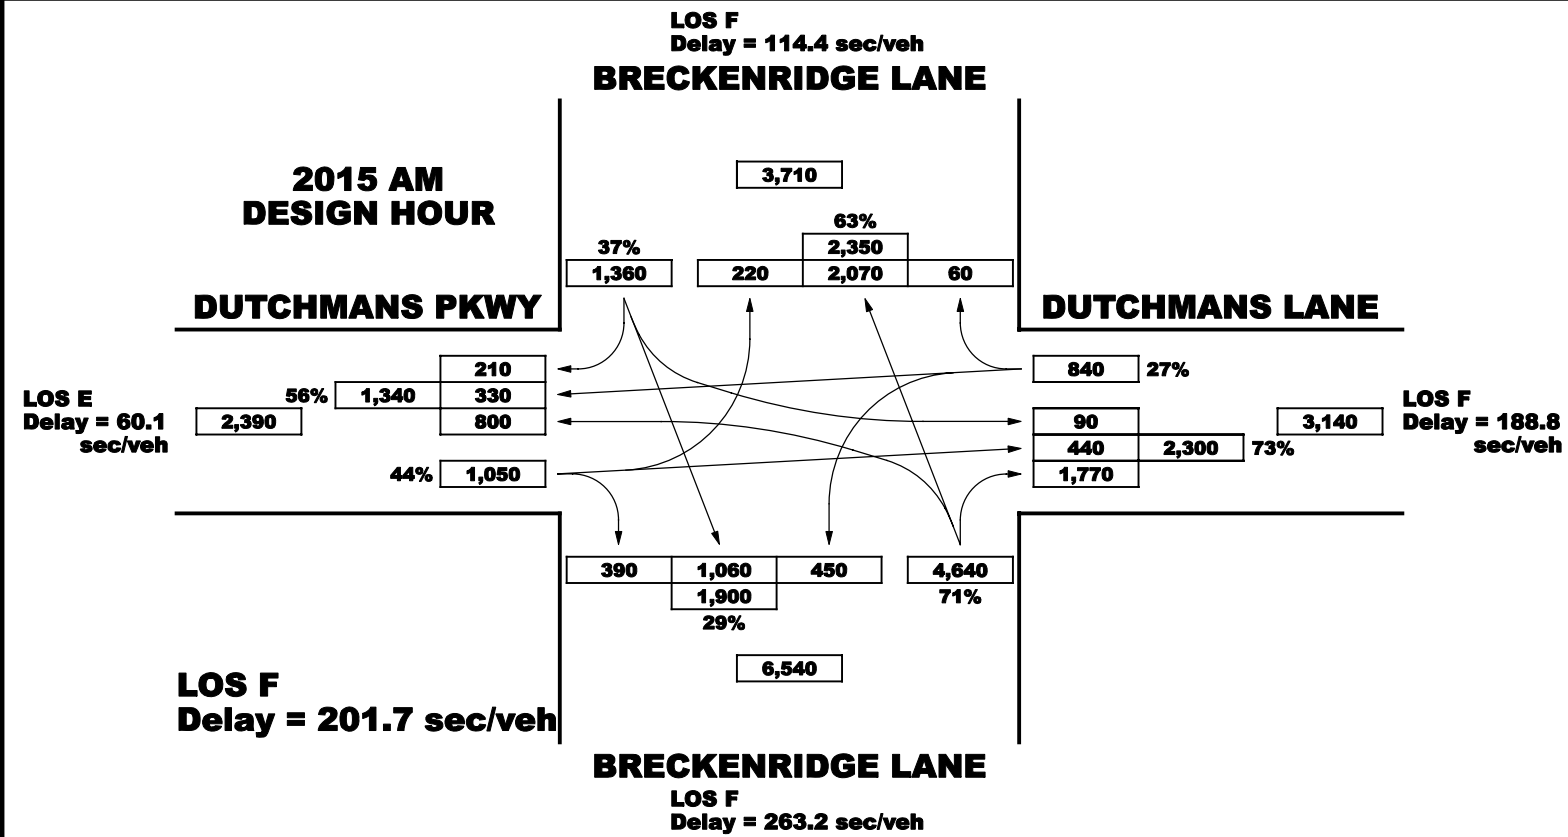 LOS F
Delay = 114.4 sec/veh
BRECKENRIDGE LANE
2015 AM
DESIGN HOUR
3,710
63%
37%
2,350
1,360
220
2,070
60
DUTCHMANS PKWY
DUTCHMANS LANE
210
840
27%
LOS E
Delay = 60.1
sec/veh
56%
1,340
330
2,390
800
90
3,140
LOS F
Delay = 188.8
sec/veh
440
2,300
73%
44%
1,050
1,770
390
1,060
450
4,640
1,900
71%
29%
6,540
LOS F
Delay = 201.7 sec/veh
BRECKENRIDGE LANE
LOS F
Delay = 263.2 sec/veh